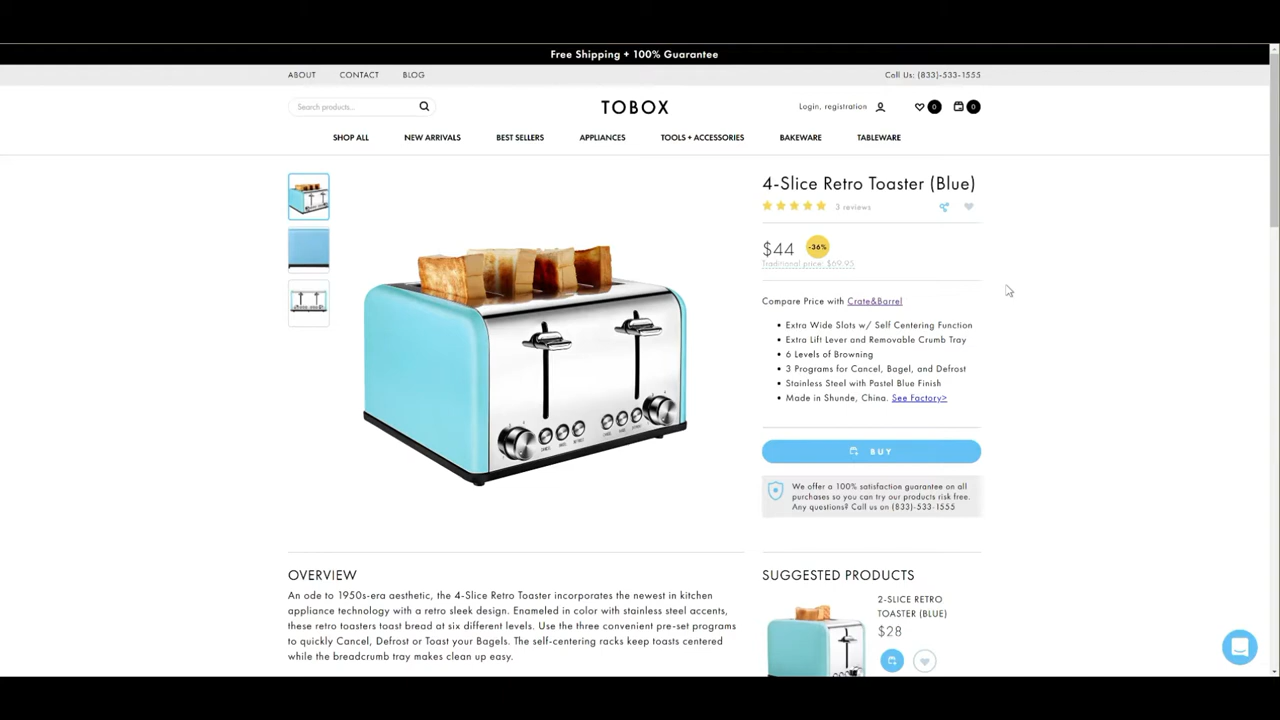 Free Shipping + 100% Guarantee
ABOUT CONTACT BLOG Call Us: (833)-533-1555
Search products... TOBOX Login, registration 0 0
SHOP ALL NEW ARRIVALS BEST SELLERS APPLIANCES TOOLS + ACCESSORIES BAKEWARE TABLEWARE
4-Slice Retro Toaster (Blue)
3 reviews
$44 -36%
Traditional price: $69.95
Compare Price with Crate&Barrel
• Extra Wide Slots w/ Self Centering Function
• Extra Lift Lever and Removable Crumb Tray
• 6 Levels of Browning
• 3 Programs for Cancel, Bagel, and Defrost
• Stainless Steel with Pastel Blue Finish
• Made in Shunde, China. See Factory>
BUY
We offer a 100% satisfaction guarantee on all
purchases so you can try our products risk free.
Any questions? Call us on (833)-533-1555
OVERVIEW
An ode to 1950s-era aesthetic, the 4-Slice Retro Toaster incorporates the newest in kitchen
appliance technology with a retro sleek design. Enameled in color with stainless steel accents,
these retro toasters toast bread at six different levels. Use the three convenient pre-set programs
to quickly Cancel, Defrost or Toast your Bagels. The self-centering racks keep toasts centered
while the breadcrumb tray makes clean up easy.
SUGGESTED PRODUCTS
2-SLICE RETRO
TOASTER (BLUE)
$28